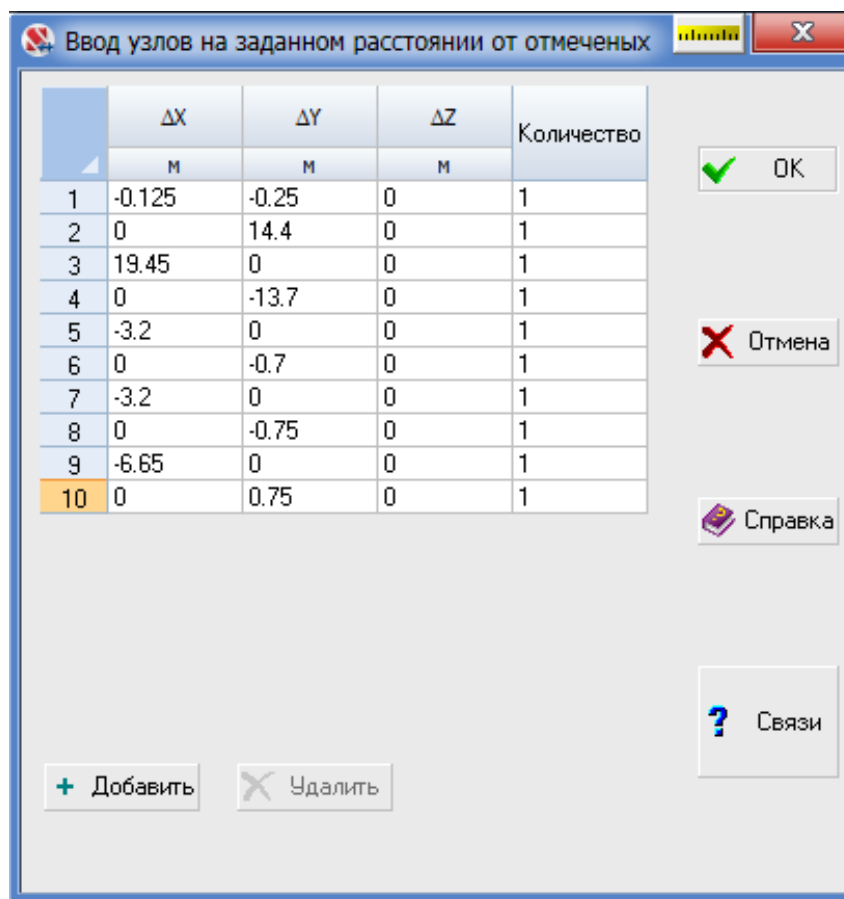 Ввод узлов на заданном расстоянии от отмеченых
ΔX ΔY ΔZ Количество
м м м
1 -0.125 -0.25 0 1
2 0 14.4 0 1
3 19.45 0 0 1
4 0 -13.7 0 1
5 -3.2 0 0 1
6 0 -0.7 0 1
7 -3.2 0 0 1
8 0 -0.75 0 1
9 -6.65 0 0 1
10 0 0.75 0 1
OK
Отмена
Справка
Связи
Добавить Удалить